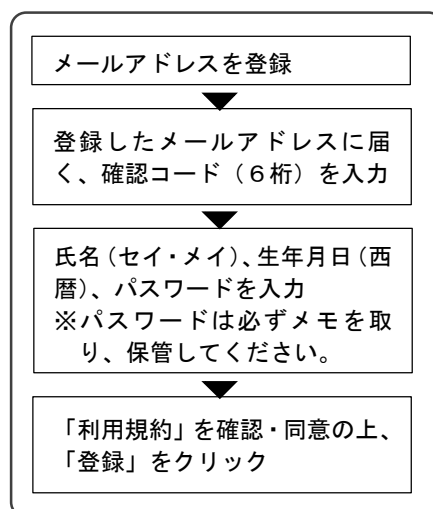 メールアドレスを登録
登録したメールアドレスに届
く、確認コード（６桁）を入力
氏名（セイ・メイ）、生年月日（西
暦）、パスワードを入力
※パスワードは必ずメモを取
り、保管してください。
「利用規約」を確認・同意の上、
「登録」をクリック